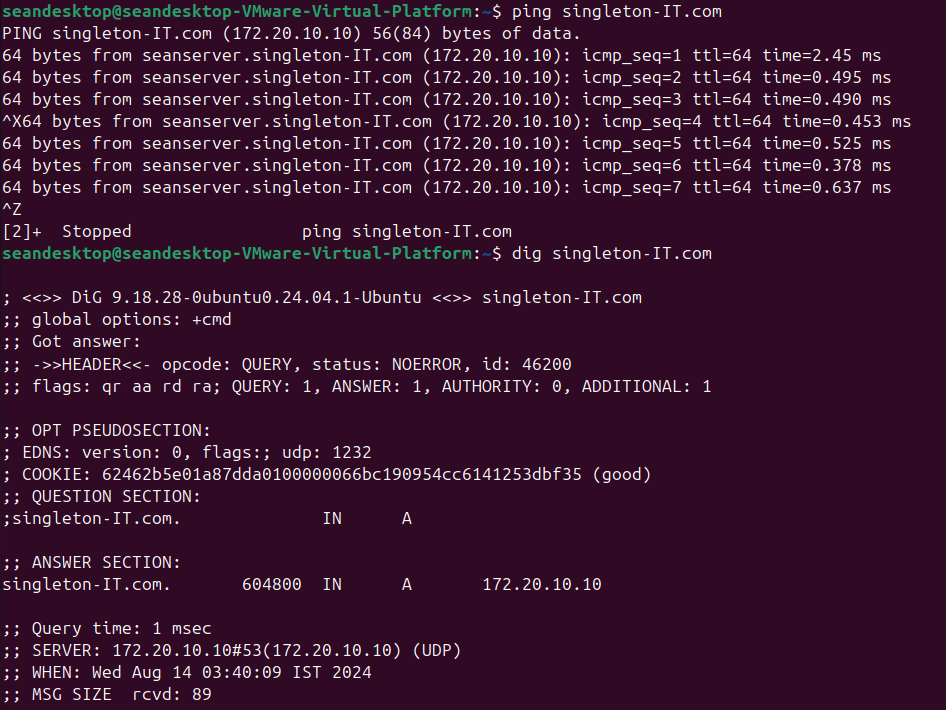 seandesktop@seandesktop-VMware-Virtual-Platform:~$ ping singleton-IT.com
PING singleton-IT.com (172.20.10.10) 56(84) bytes of data.
64 bytes from seanserver.singleton-IT.com (172.20.10.10): icmp_seq=1 ttl=64 time=2.45 ms
64 bytes from seanserver.singleton-IT.com (172.20.10.10): icmp_seq=2 ttl=64 time=0.495 ms
64 bytes from seanserver.singleton-IT.com (172.20.10.10): icmp_seq=3 ttl=64 time=0.490 ms
^X64 bytes from seanserver.singleton-IT.com (172.20.10.10): icmp_seq=4 ttl=64 time=0.453 ms
64 bytes from seanserver.singleton-IT.com (172.20.10.10): icmp_seq=5 ttl=64 time=0.525 ms
64 bytes from seanserver.singleton-IT.com (172.20.10.10): icmp_seq=6 ttl=64 time=0.378 ms
64 bytes from seanserver.singleton-IT.com (172.20.10.10): icmp_seq=7 ttl=64 time=0.637 ms
^Z
[2]+  Stopped                 ping singleton-IT.com
seandesktop@seandesktop-VMware-Virtual-Platform:~$ dig singleton-IT.com
; <<>> DiG 9.18.28-0ubuntu0.24.04.1-Ubuntu <<>> singleton-IT.com
;; global options: +cmd
;; Got answer:
;; ->>HEADER<<- opcode: QUERY, status: NOERROR, id: 46200
;; flags: qr aa rd ra; QUERY: 1, ANSWER: 1, AUTHORITY: 0, ADDITIONAL: 1
;; OPT PSEUDOSECTION:
; EDNS: version: 0, flags:; udp: 1232
; COOKIE: 62462b5e01a87dda0100000066bc190954cc6141253dbf35 (good)
;; QUESTION SECTION:
;singleton-IT.com.              IN      A
;; ANSWER SECTION:
singleton-IT.com.       604800  IN      A       172.20.10.10
;; Query time: 1 msec
;; SERVER: 172.20.10.10#53(172.20.10.10) (UDP)
;; WHEN: Wed Aug 14 03:40:09 IST 2024
;; MSG SIZE  rcvd: 89